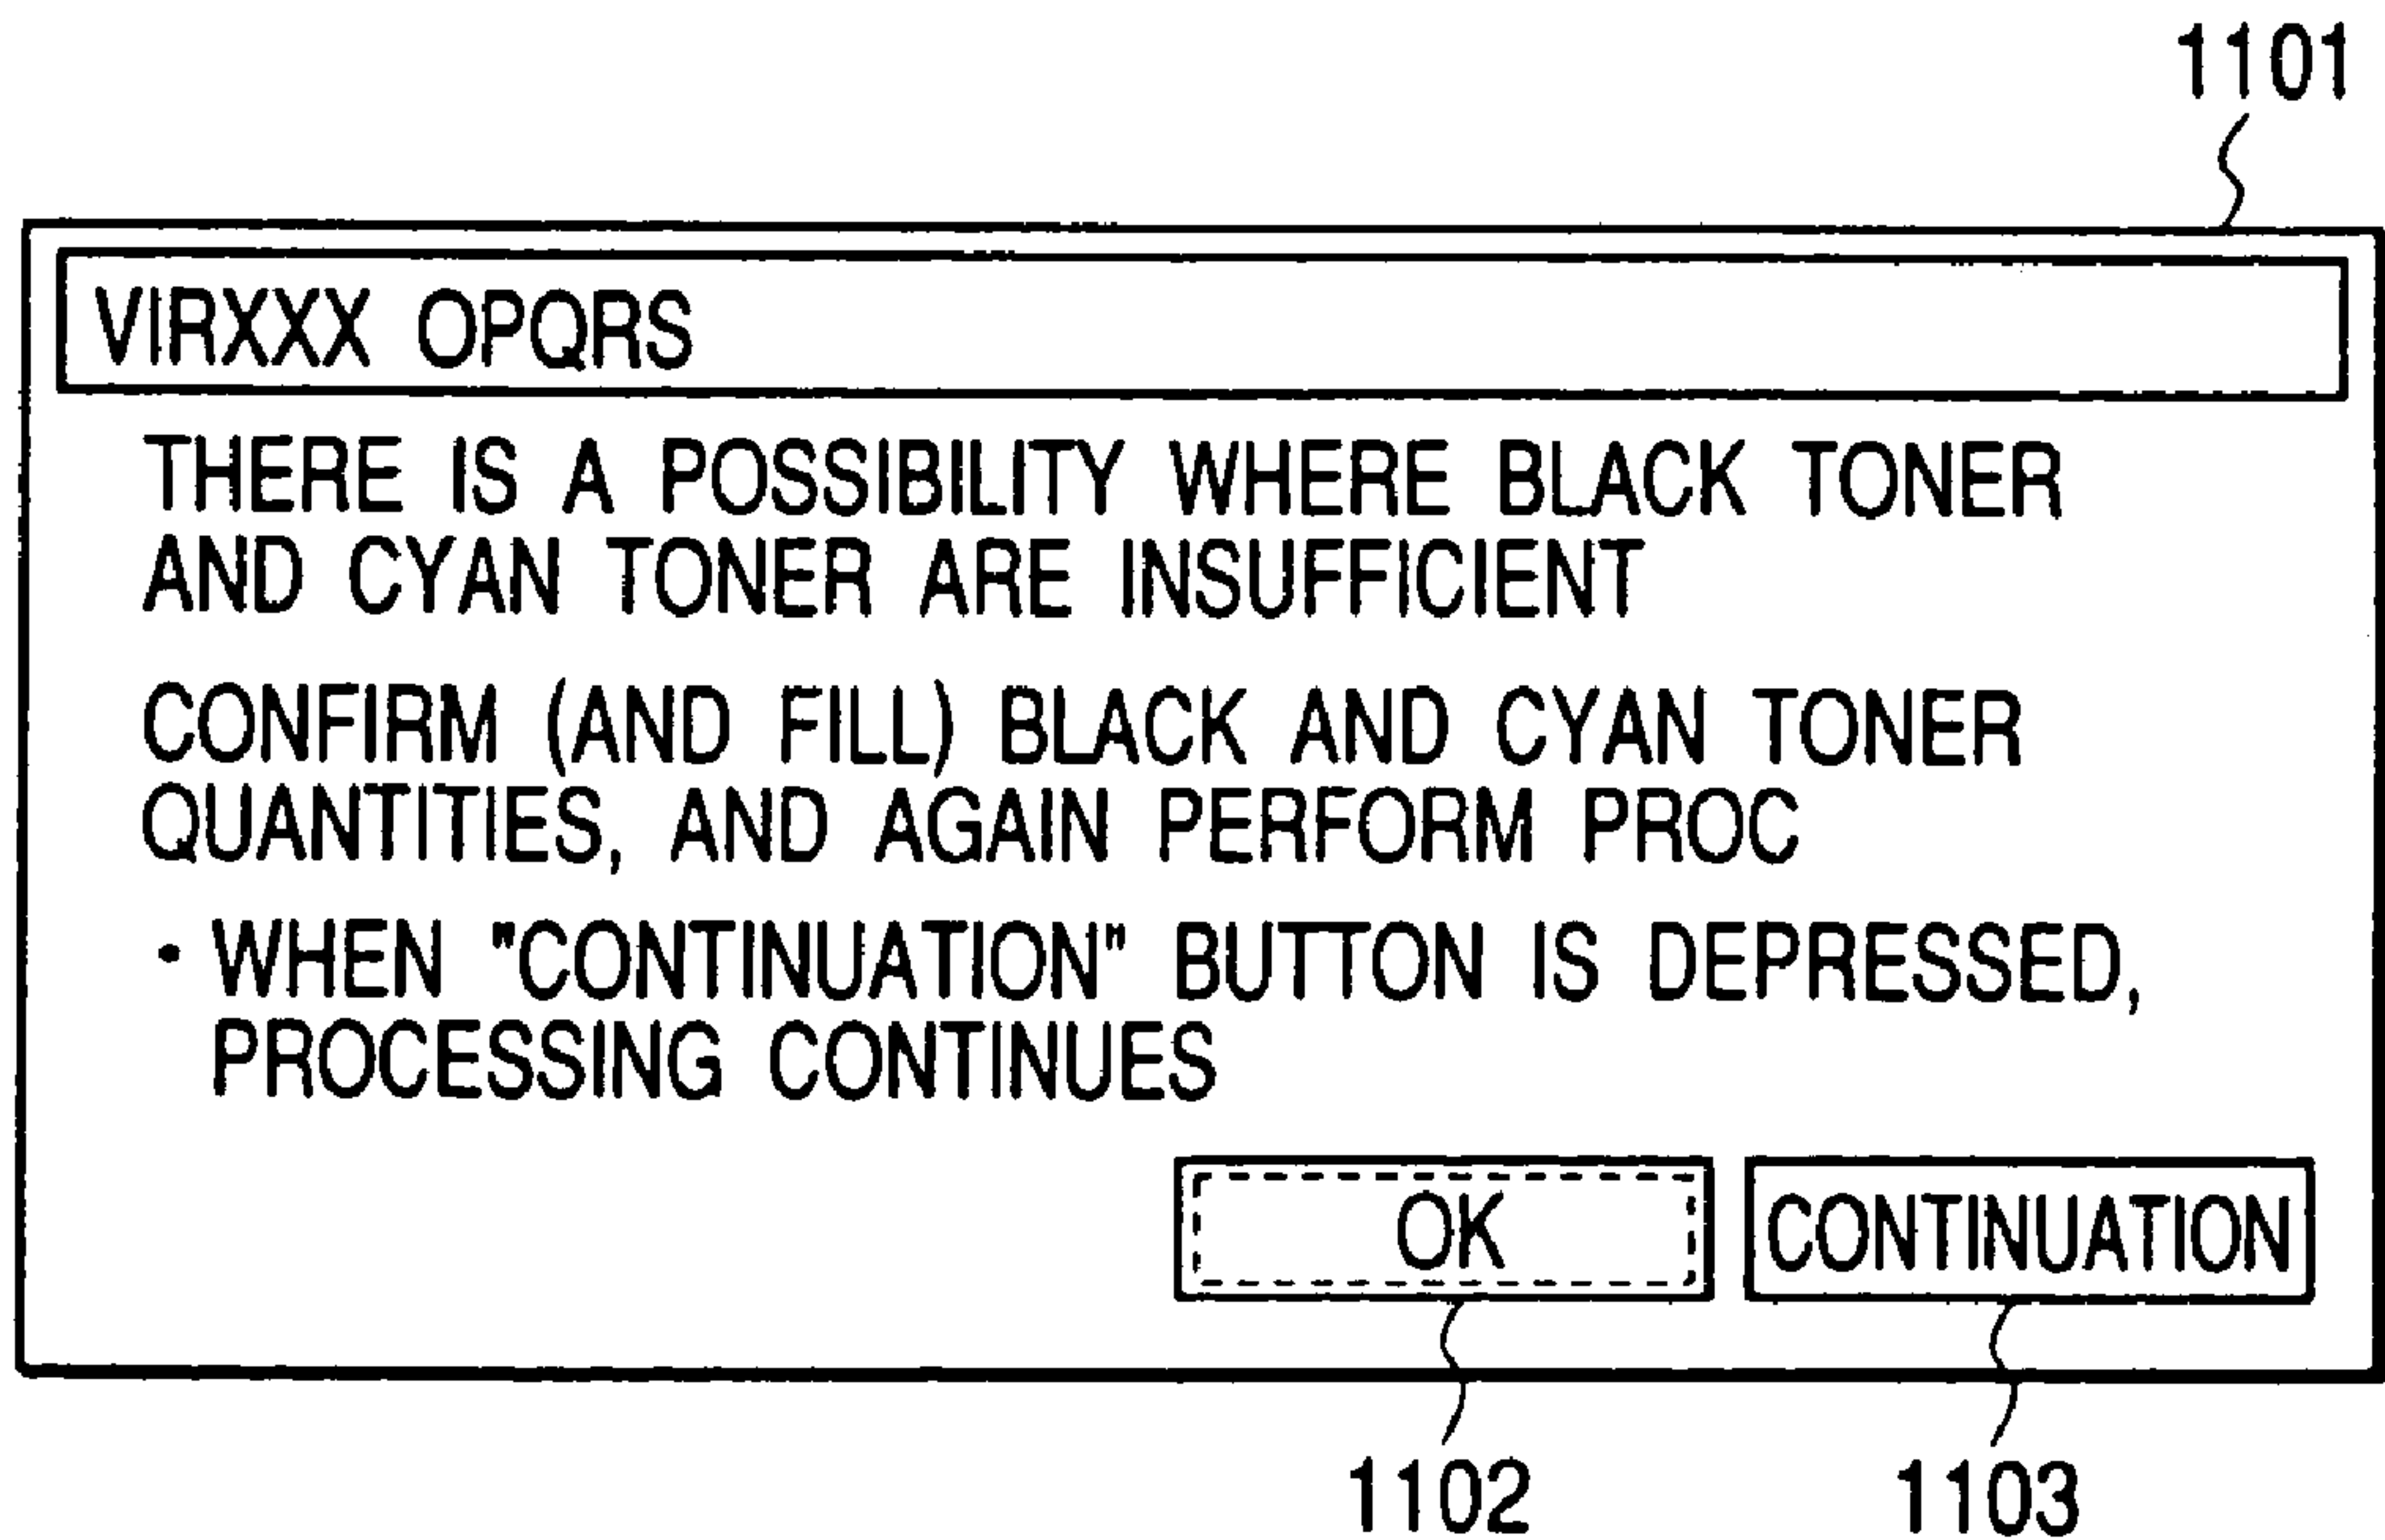 1101
VIRXXX OPQRS
THERE IS A POSSIBILITY WHERE BLACK TONER
AND CYAN TONER ARE INSUFFICIENT
CONFIRM (AND FILL) BLACK AND CYAN TONER
QUANTITIES, AND AGAIN PERFORM PROC
• WHEN "CONTINUATION" BUTTON IS DEPRESSED,
PROCESSING CONTINUES
OK CONTINUATION
1102 1103